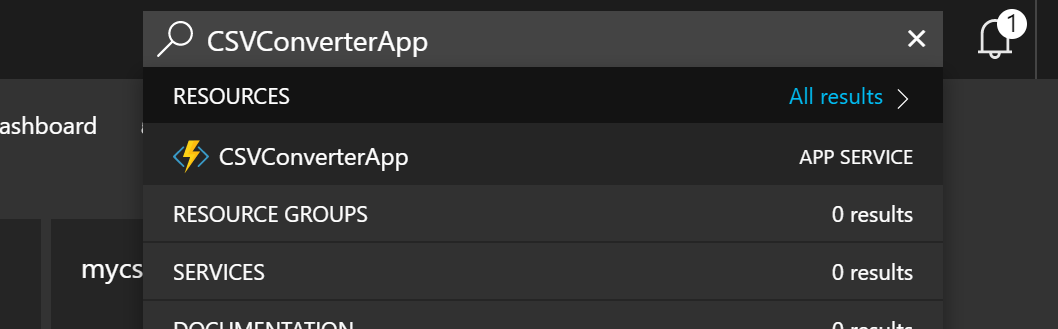 CSVConverterApp
1
RESOURCES All results
ashboard
CSVConverterApp APP SERVICE
RESOURCE GROUPS 0 results
mycs
SERVICES 0 results
DOCUMENTATION 0 results